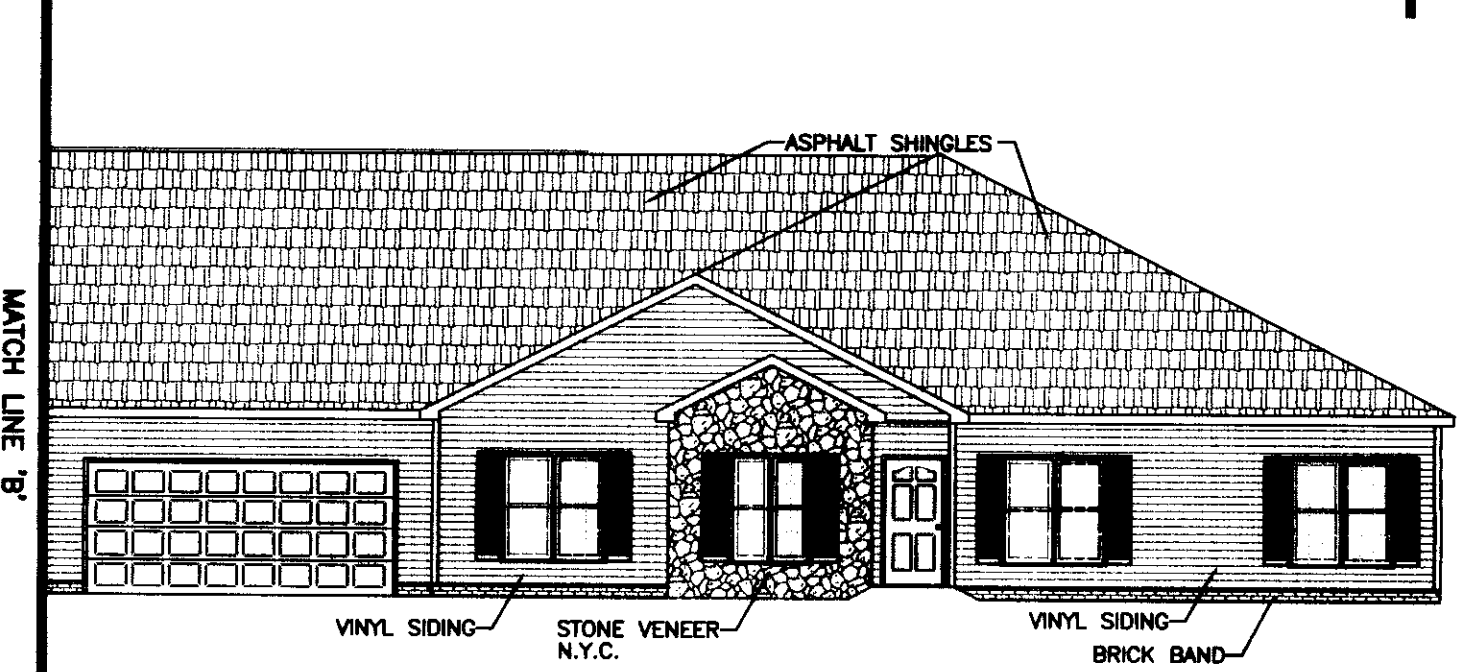 ASPHALT SHINGLES
MATCH LINE 'B'
VINYL SIDING
STONE VENEER
N.Y.C.
VINYL SIDING
BRICK BAND